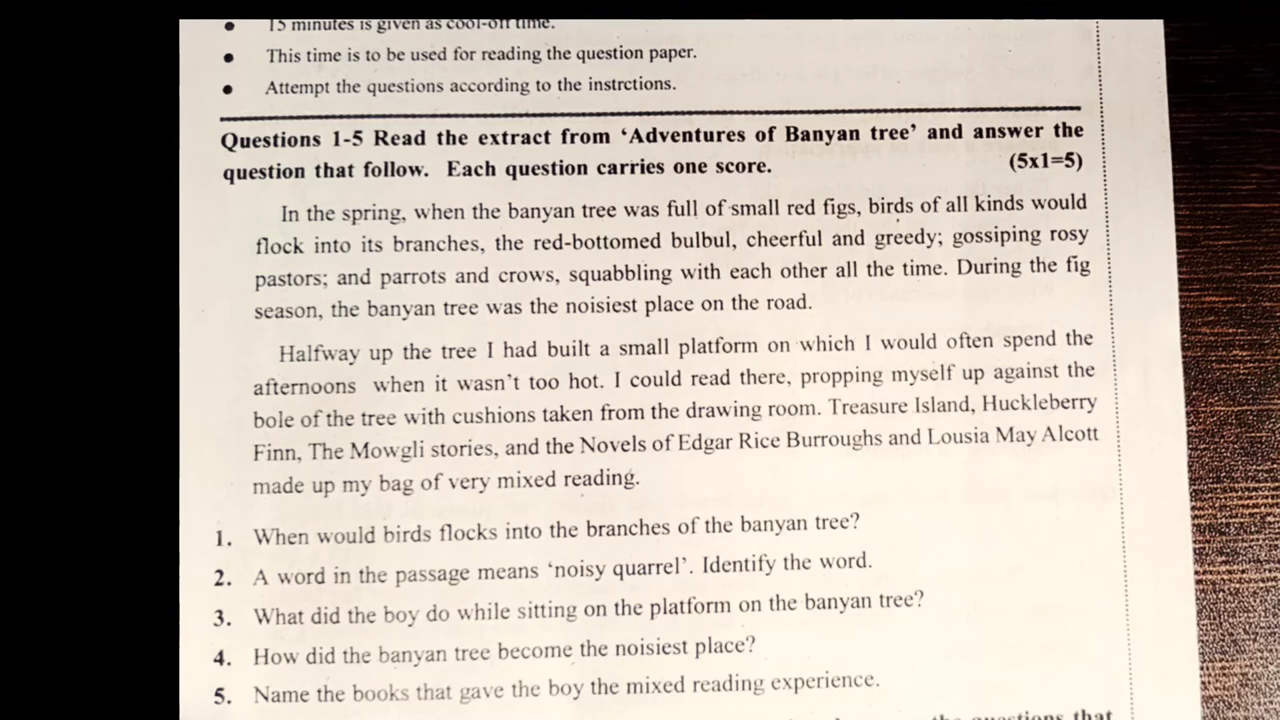 • 15 minutes is given as cool-off time.
• This time is to be used for reading the question paper.
• Attempt the questions according to the instrctions.
Questions 1-5 Read the extract from ‘Adventures of Banyan tree’ and answer the
question that follow. Each question carries one score. (5x1=5)
In the spring, when the banyan tree was full of small red figs, birds of all kinds would
flock into its branches, the red-bottomed bulbul, cheerful and greedy; gossiping rosy
pastors; and parrots and crows, squabbling with each other all the time. During the fig
season, the banyan tree was the noisiest place on the road.
Halfway up the tree I had built a small platform on which I would often spend the
afternoons when it wasn’t too hot. I could read there, propping myself up against the
bole of the tree with cushions taken from the drawing room. Treasure Island, Huckleberry
Finn, The Mowgli stories, and the Novels of Edgar Rice Burroughs and Lousia May Alcott
made up my bag of very mixed reading.
1. When would birds flocks into the branches of the banyan tree?
2. A word in the passage means ‘noisy quarrel’. Identify the word.
3. What did the boy do while sitting on the platform on the banyan tree?
4. How did the banyan tree become the noisiest place?
5. Name the books that gave the boy the mixed reading experience.
the questions that